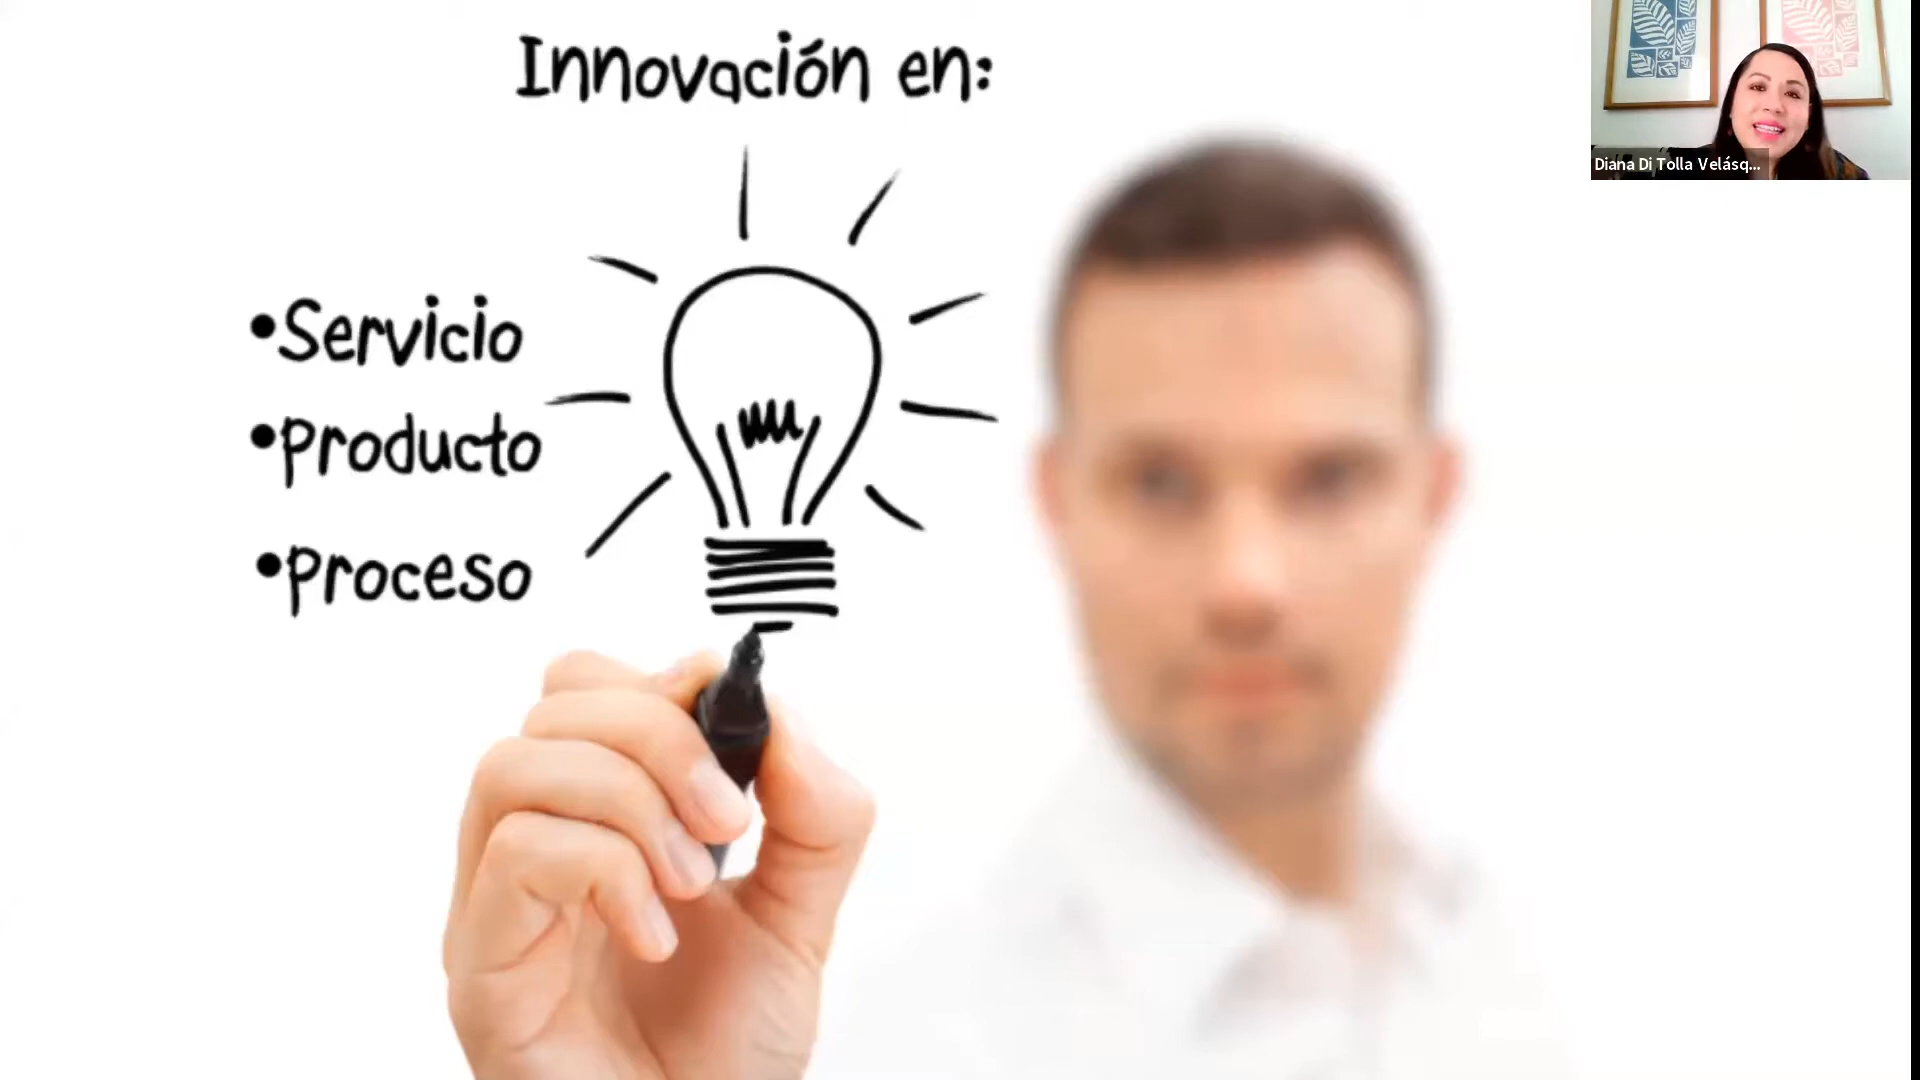 Innovación en:
•Servicio
•producto
•proceso
Diana Di Tolla Velásq...